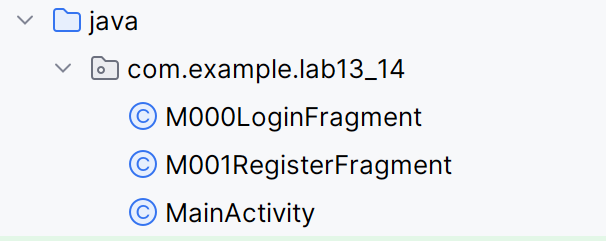 java
com.example.lab13_14
C M000LoginFragment
C M001RegisterFragment
C MainActivity